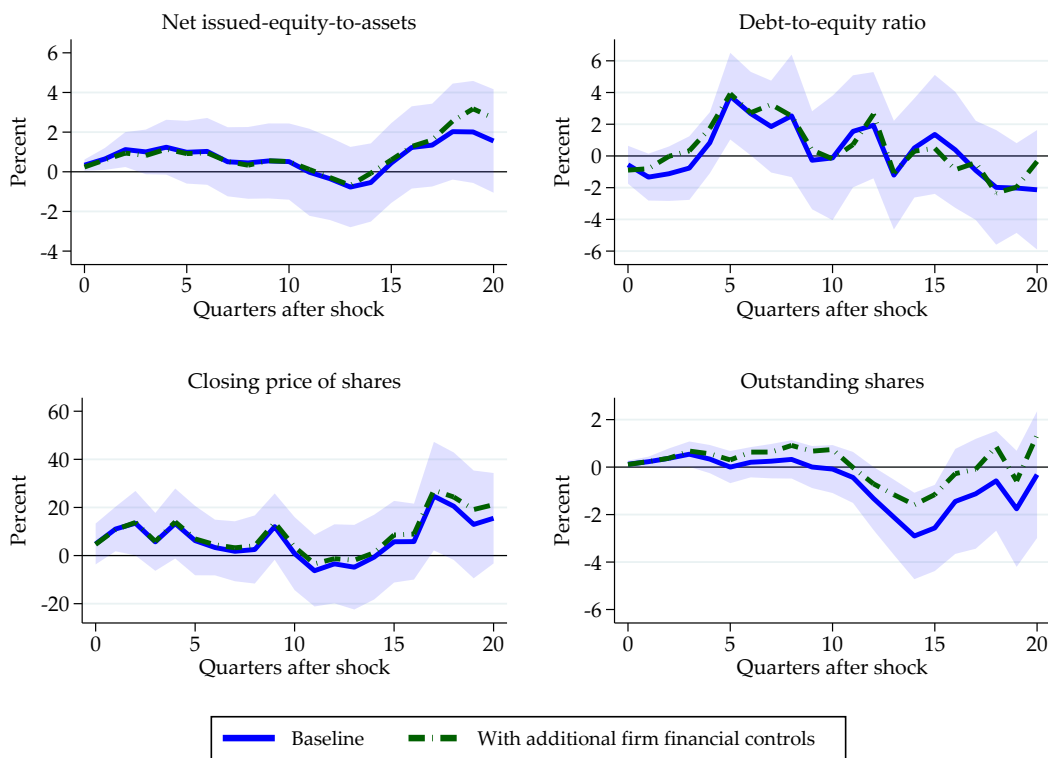 Net issued-equity-to-assets
6
4
2
0
-2
-4
Percent
0 5 10 15 20
Quarters after shock
Debt-to-equity ratio
6
4
2
0
-2
-4
-6
Percent
0 5 10 15 20
Quarters after shock
Closing price of shares
60
40
20
0
-20
Percent
0 5 10 15 20
Quarters after shock
Outstanding shares
2
0
-2
-4
-6
Percent
0 5 10 15 20
Quarters after shock
Baseline
With additional firm financial controls